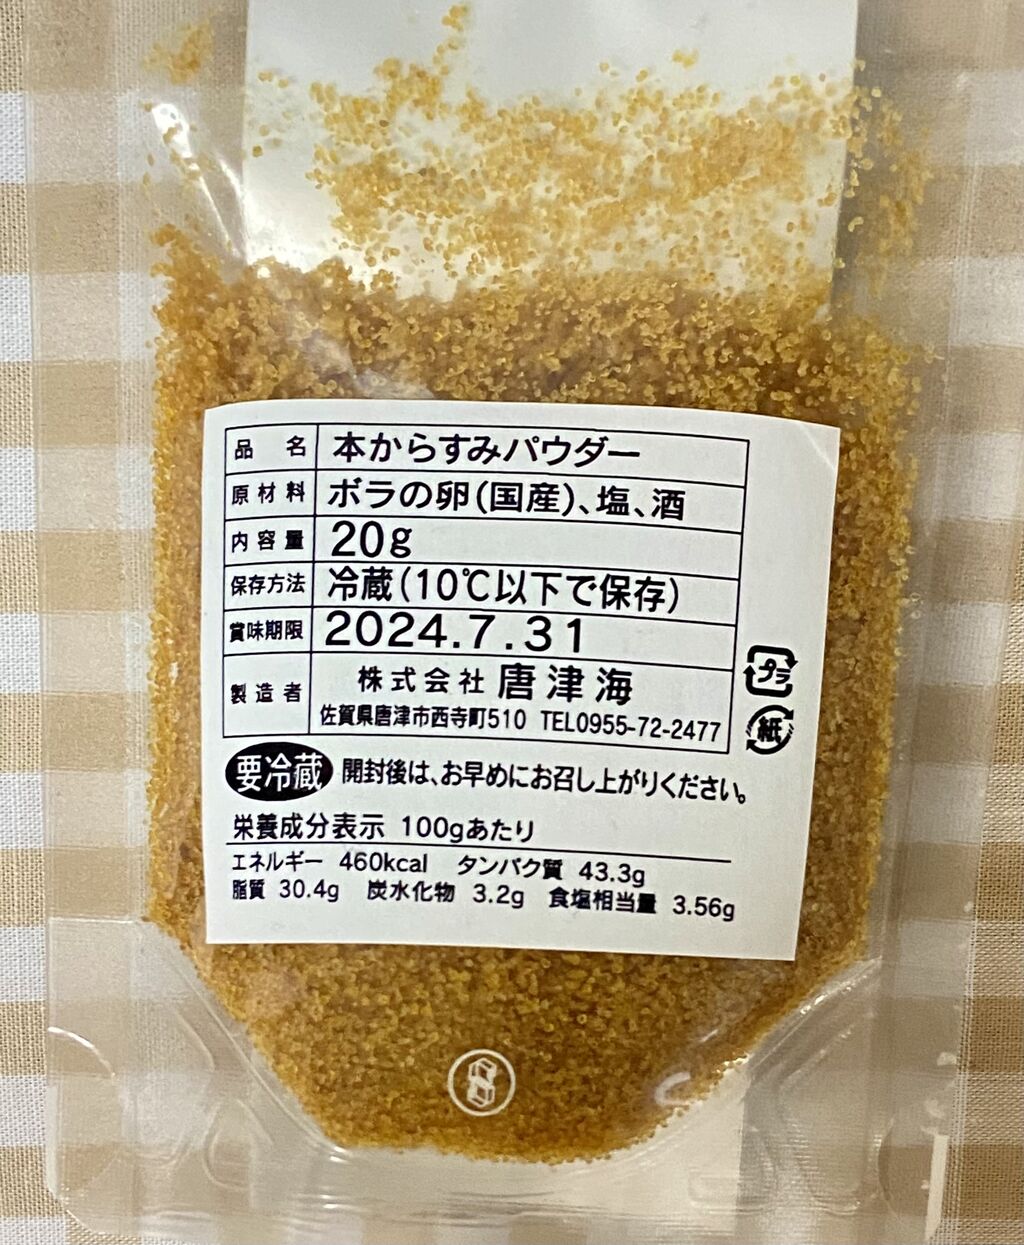 品名 本からすみパウダー
原材料 ボラの卵(国産)、塩、酒
内容量 20g
保存方法 冷蔵(10℃以下で保存)
賞味期限 2024.7.31
製造者 株式会社 唐津海
佐賀県唐津市西寺町510 TEL0955-72-2477
プラ
紙
要冷蔵 開封後は、お早めにお召し上がりください。
栄養成分表示 100gあたり
エネルギー 460kcal タンパク質 43.3g
脂質 30.4g 炭水化物 3.2g 食塩相当量 3.56g